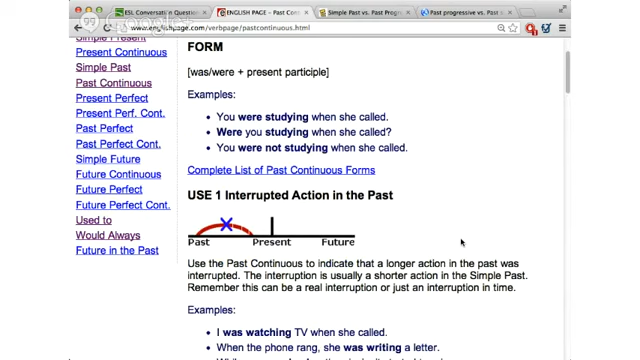 ESL Conversation Question
ENGLISH PAGE - Past Cont
Simple Past vs. Past Progre
Past progressive vs. Past
Google+
www.englishpage.com/verbpage/pastcontinuous.html
Simple Present
Present Continuous
Simple Past
Past Continuous
Present Perfect
Present Perf. Cont.
Past Perfect
Past Perfect Cont.
Simple Future
Future Continuous
Future Perfect
Future Perfect Cont.
Used to
Would Always
Future in the Past
FORM
[was/were + present participle]
Examples:
• You were studying when she called.
• Were you studying when she called?
• You were not studying when she called.
Complete List of Past Continuous Forms
USE 1 Interrupted Action in the Past
Past Present Future
Use the Past Continuous to indicate that a longer action in the past was
interrupted. The interruption is usually a shorter action in the Simple Past.
Remember this can be a real interruption or just an interruption in time.
Examples:
• I was watching TV when she called.
• When the phone rang, she was writing a letter.